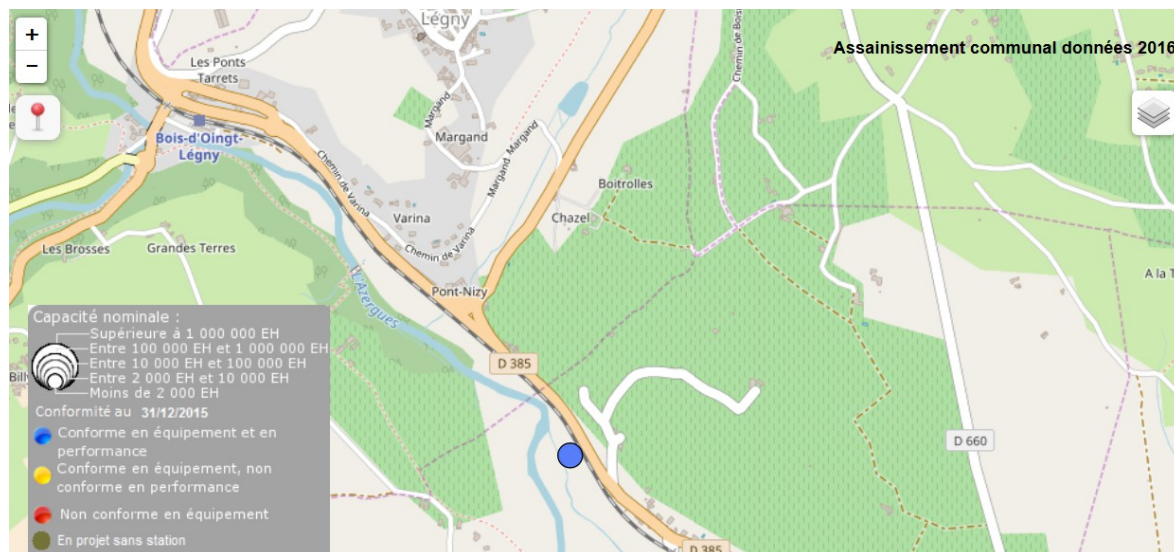 +
−
Légny
Assainissement communal données 2016
Les Ponts
Tarrets
Chemin de Bois
Bois-d'Oingt-
Légny
Margand
Margand
Margand
Margand
Chemin de Varina
Boitrolles
Varina
Chazel
Les Brosses
Grandes Terres
Chemin de Varina
L'Azergues
A la T
Pont-Nizy
D 385
D 660
D 385
Billy
Capacité nominale :
Supérieure à 1 000 000 EH
Entre 100 000 EH et 1 000 000 EH
Entre 10 000 EH et 100 000 EH
Entre 2 000 EH et 10 000 EH
Moins de 2 000 EH
Conformité au 31/12/2015
Conforme en équipement et en
performance
Conforme en équipement, non
conforme en performance
Non conforme en équipement
En projet sans station